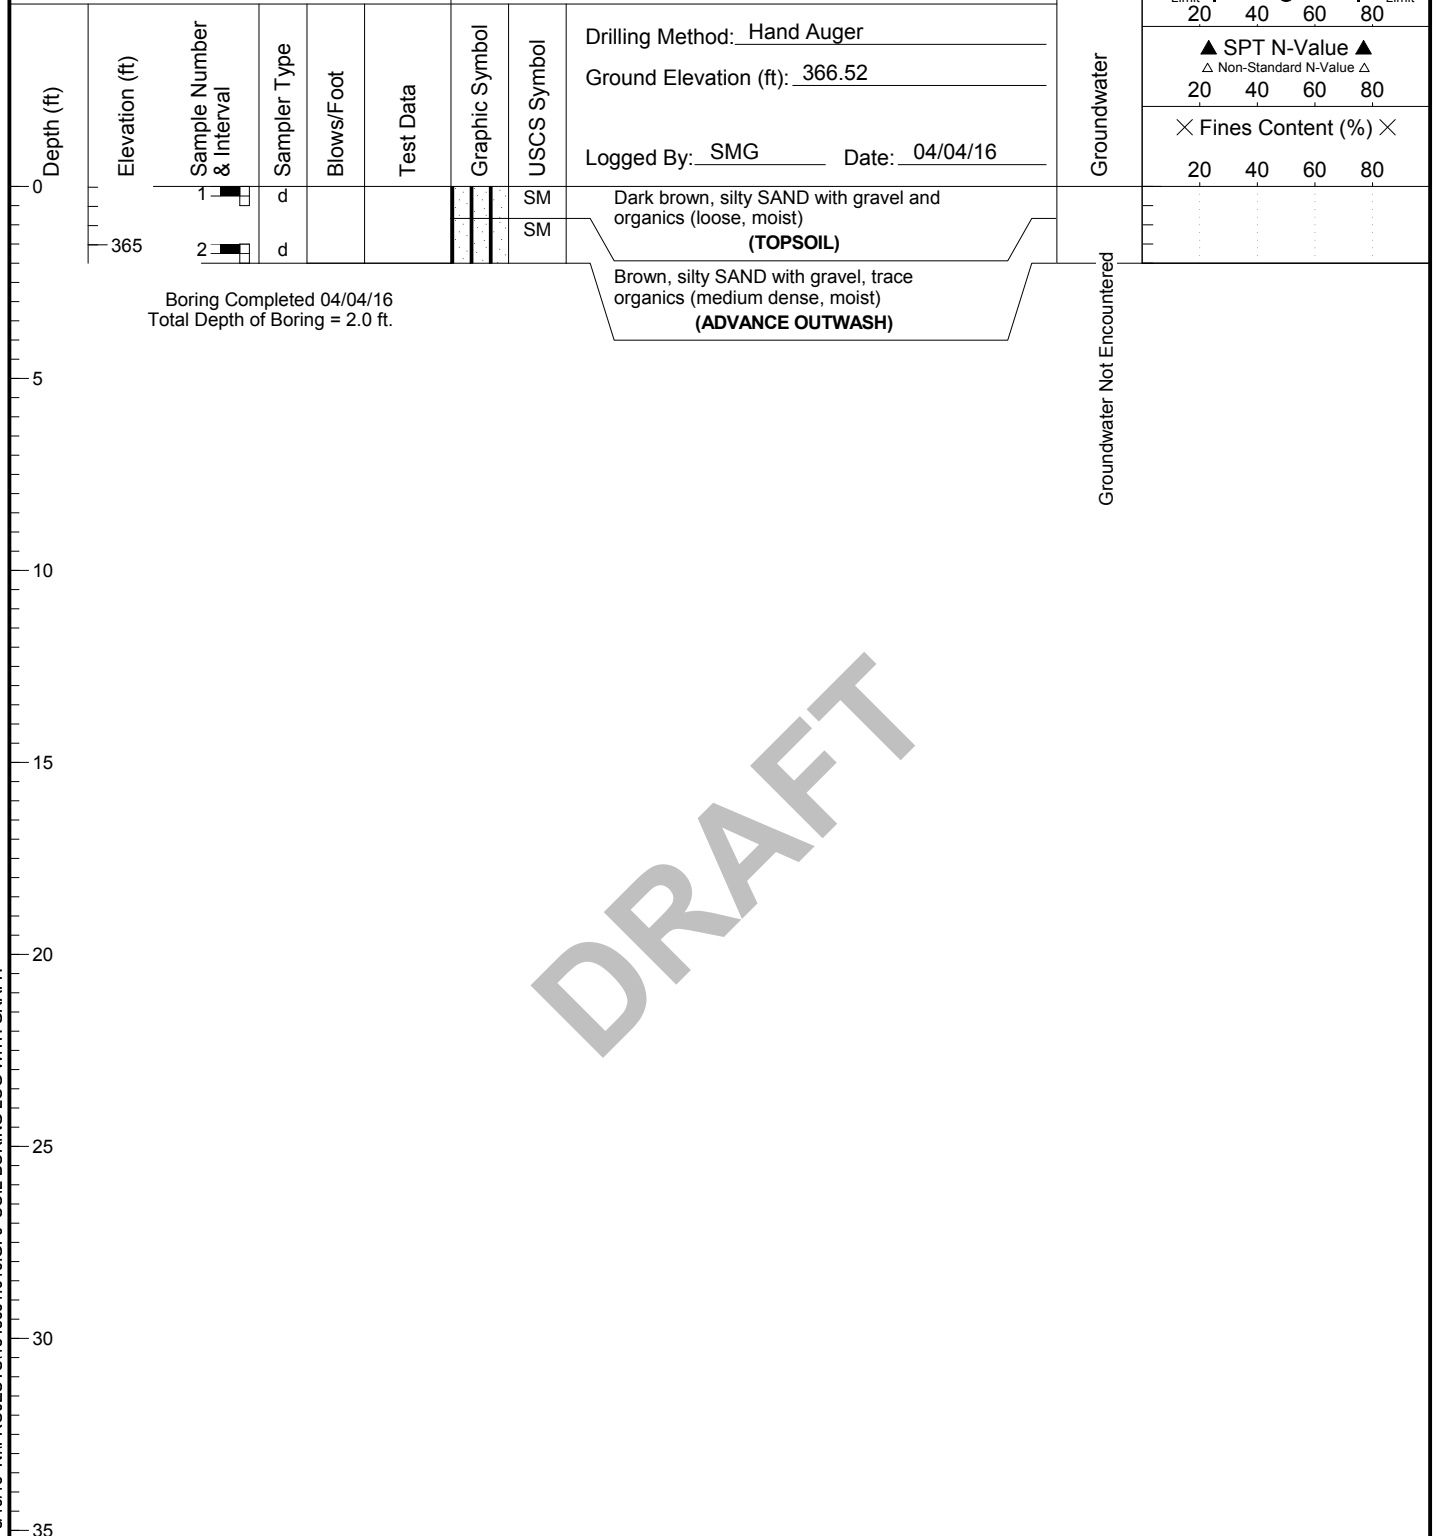 Limit Limit
20 40 60 80
Depth (ft)
Elevation (ft)
Sample Number
& Interval
Sampler Type
Blows/Foot
Test Data
Graphic Symbol
USCS Symbol
Drilling Method: Hand Auger
Ground Elevation (ft): 366.52
Logged By: SMG Date: 04/04/16
Groundwater
▲ SPT N-Value ▲
△ Non-Standard N-Value △
20 40 60 80
× Fines Content (%) ×
20 40 60 80
0
1 d
SM
Dark brown, silty SAND with gravel and
organics (loose, moist)
(TOPSOIL)
365
2 d
SM
Brown, silty SAND with gravel, trace
organics (medium dense, moist)
(ADVANCE OUTWASH)
Boring Completed 04/04/16
Total Depth of Boring = 2.0 ft.
Groundwater Not Encountered
5
10
15
20
25
30
35
DRAFT